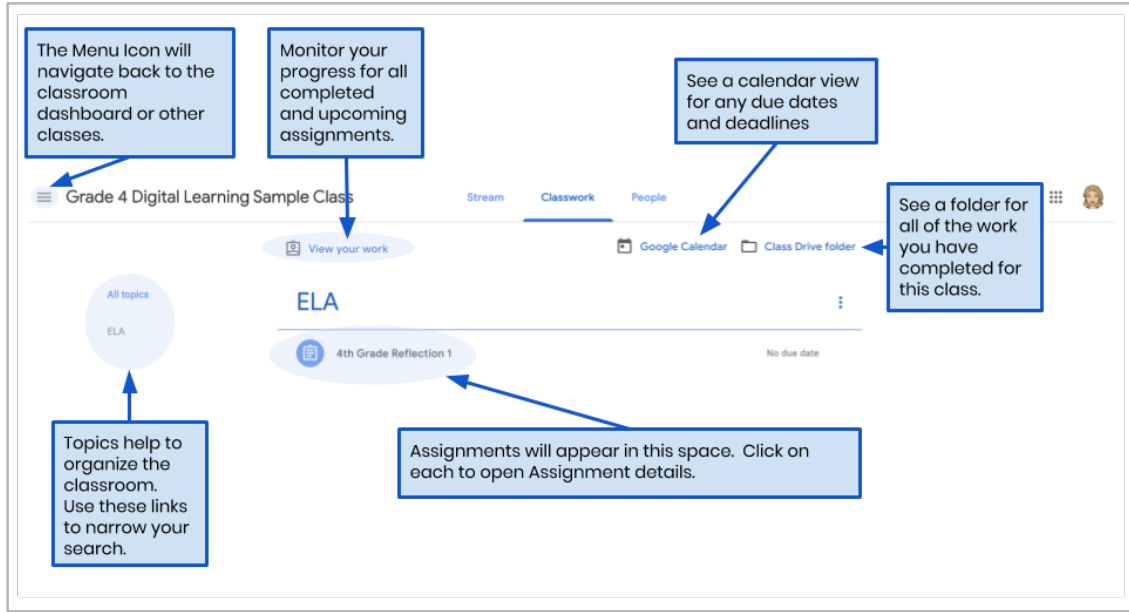 The Menu Icon will
navigate back to the
classroom
dashboard or other
classes.
Monitor your
progress for all
completed
and upcoming
assignments.
See a calendar view
for any due dates
and deadlines
Grade 4 Digital Learning Sample Class
Stream
Classwork
People
See a folder for
all of the work
you have
completed for
this class.
View your work
Google Calendar
Class Drive folder
All topics
ELA
ELA
4th Grade Reflection 1
No due date
Topics help to
organize the
classroom.
Use these links
to narrow your
search.
Assignments will appear in this space. Click on
each to open Assignment details.